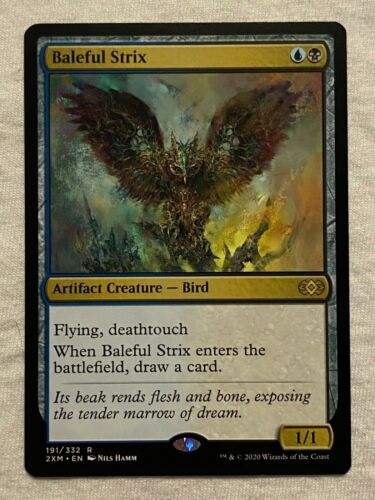 Baleful Strix
Artifact Creature — Bird
Flying, deathtouch
When Baleful Strix enters the
battlefield, draw a card.
Its beak rends flesh and bone, exposing
the tender marrow of dream.
1/1
191/332 R
2XM • EN NILS HAMM
™ & © 2020 Wizards of the Coast